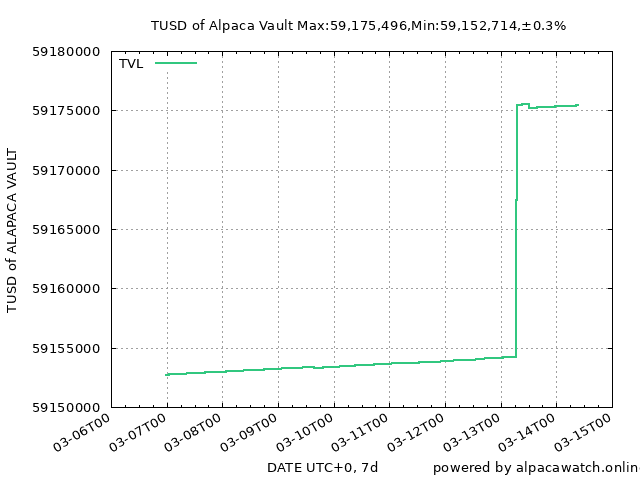 TUSD of Alpaca Vault Max:59,175,496,Min:59,152,714,±0.3%
TVL
59180000
59175000
59170000
59165000
59160000
59155000
59150000
TUSD of ALAPACA VAULT
03-06T00
03-07T00
03-08T00
03-09T00
03-10T00
03-11T00
03-12T00
03-13T00
03-14T00
03-15T00
DATE UTC+0, 7d
powered by alpacawatch.onlin